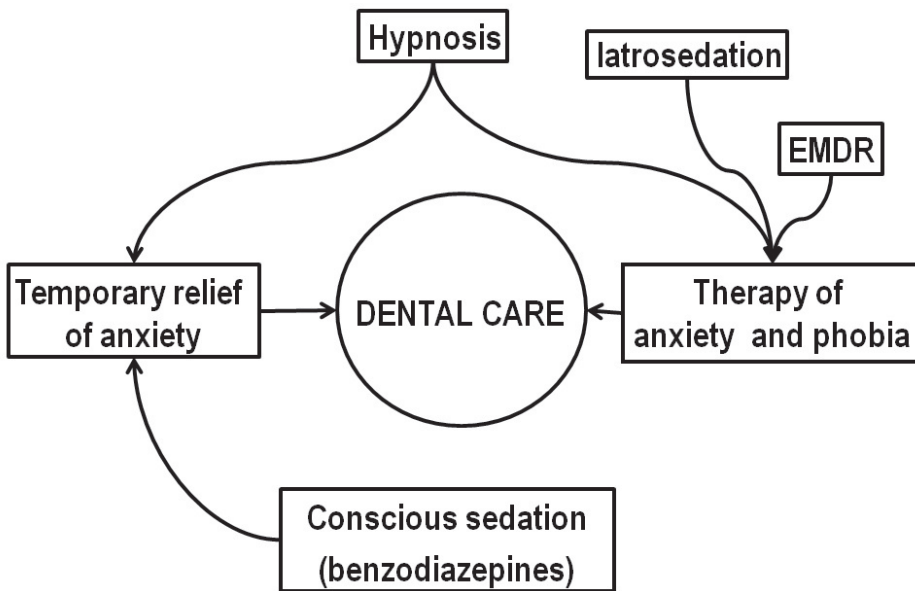 Hypnosis
Iatrosedation
EMDR
Temporary relief
of anxiety
DENTAL CARE
Therapy of
anxiety and phobia
Conscious sedation
(benzodiazepines)